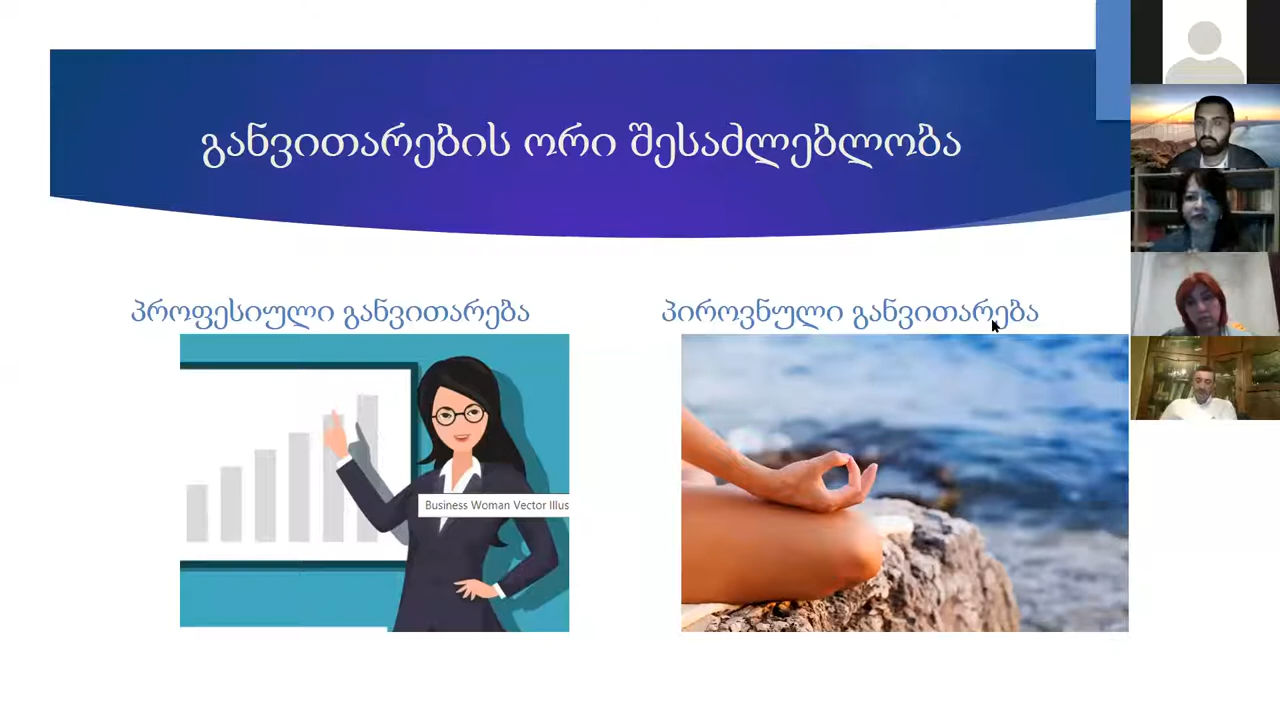 განვითარების ორი შესაძლებლობა
პროფესიული განვითარება
პიროვნული განვითარება
Business Woman Vector Illus